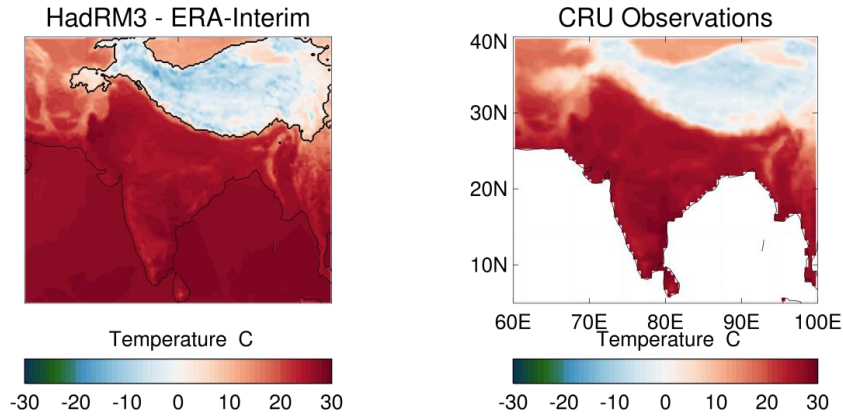 HadRM3 - ERA-Interim
Temperature C
-30 -20 -10 0 10 20 30
CRU Observations
40N
30N
20N
10N
60E 70E 80E 90E 100E
Temperature C
-30 -20 -10 0 10 20 30